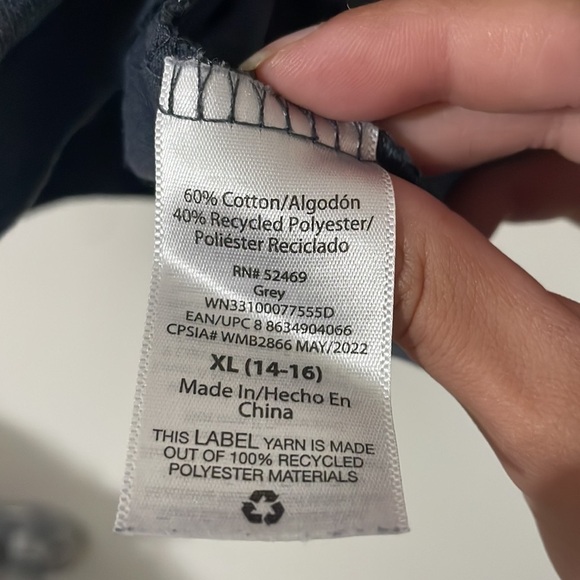 60% Cotton/Algodón
40% Recycled Polyester/
Poliéster Reciclado
RN# 52469
Grey
WN33100077555D
EAN/UPC 8 8634904066
CPSIA# WMB2866 MAY/2022
XL (14-16)
Made In/Hecho En
China
THIS LABEL YARN IS MADE
OUT OF 100% RECYCLED
POLYESTER MATERIALS